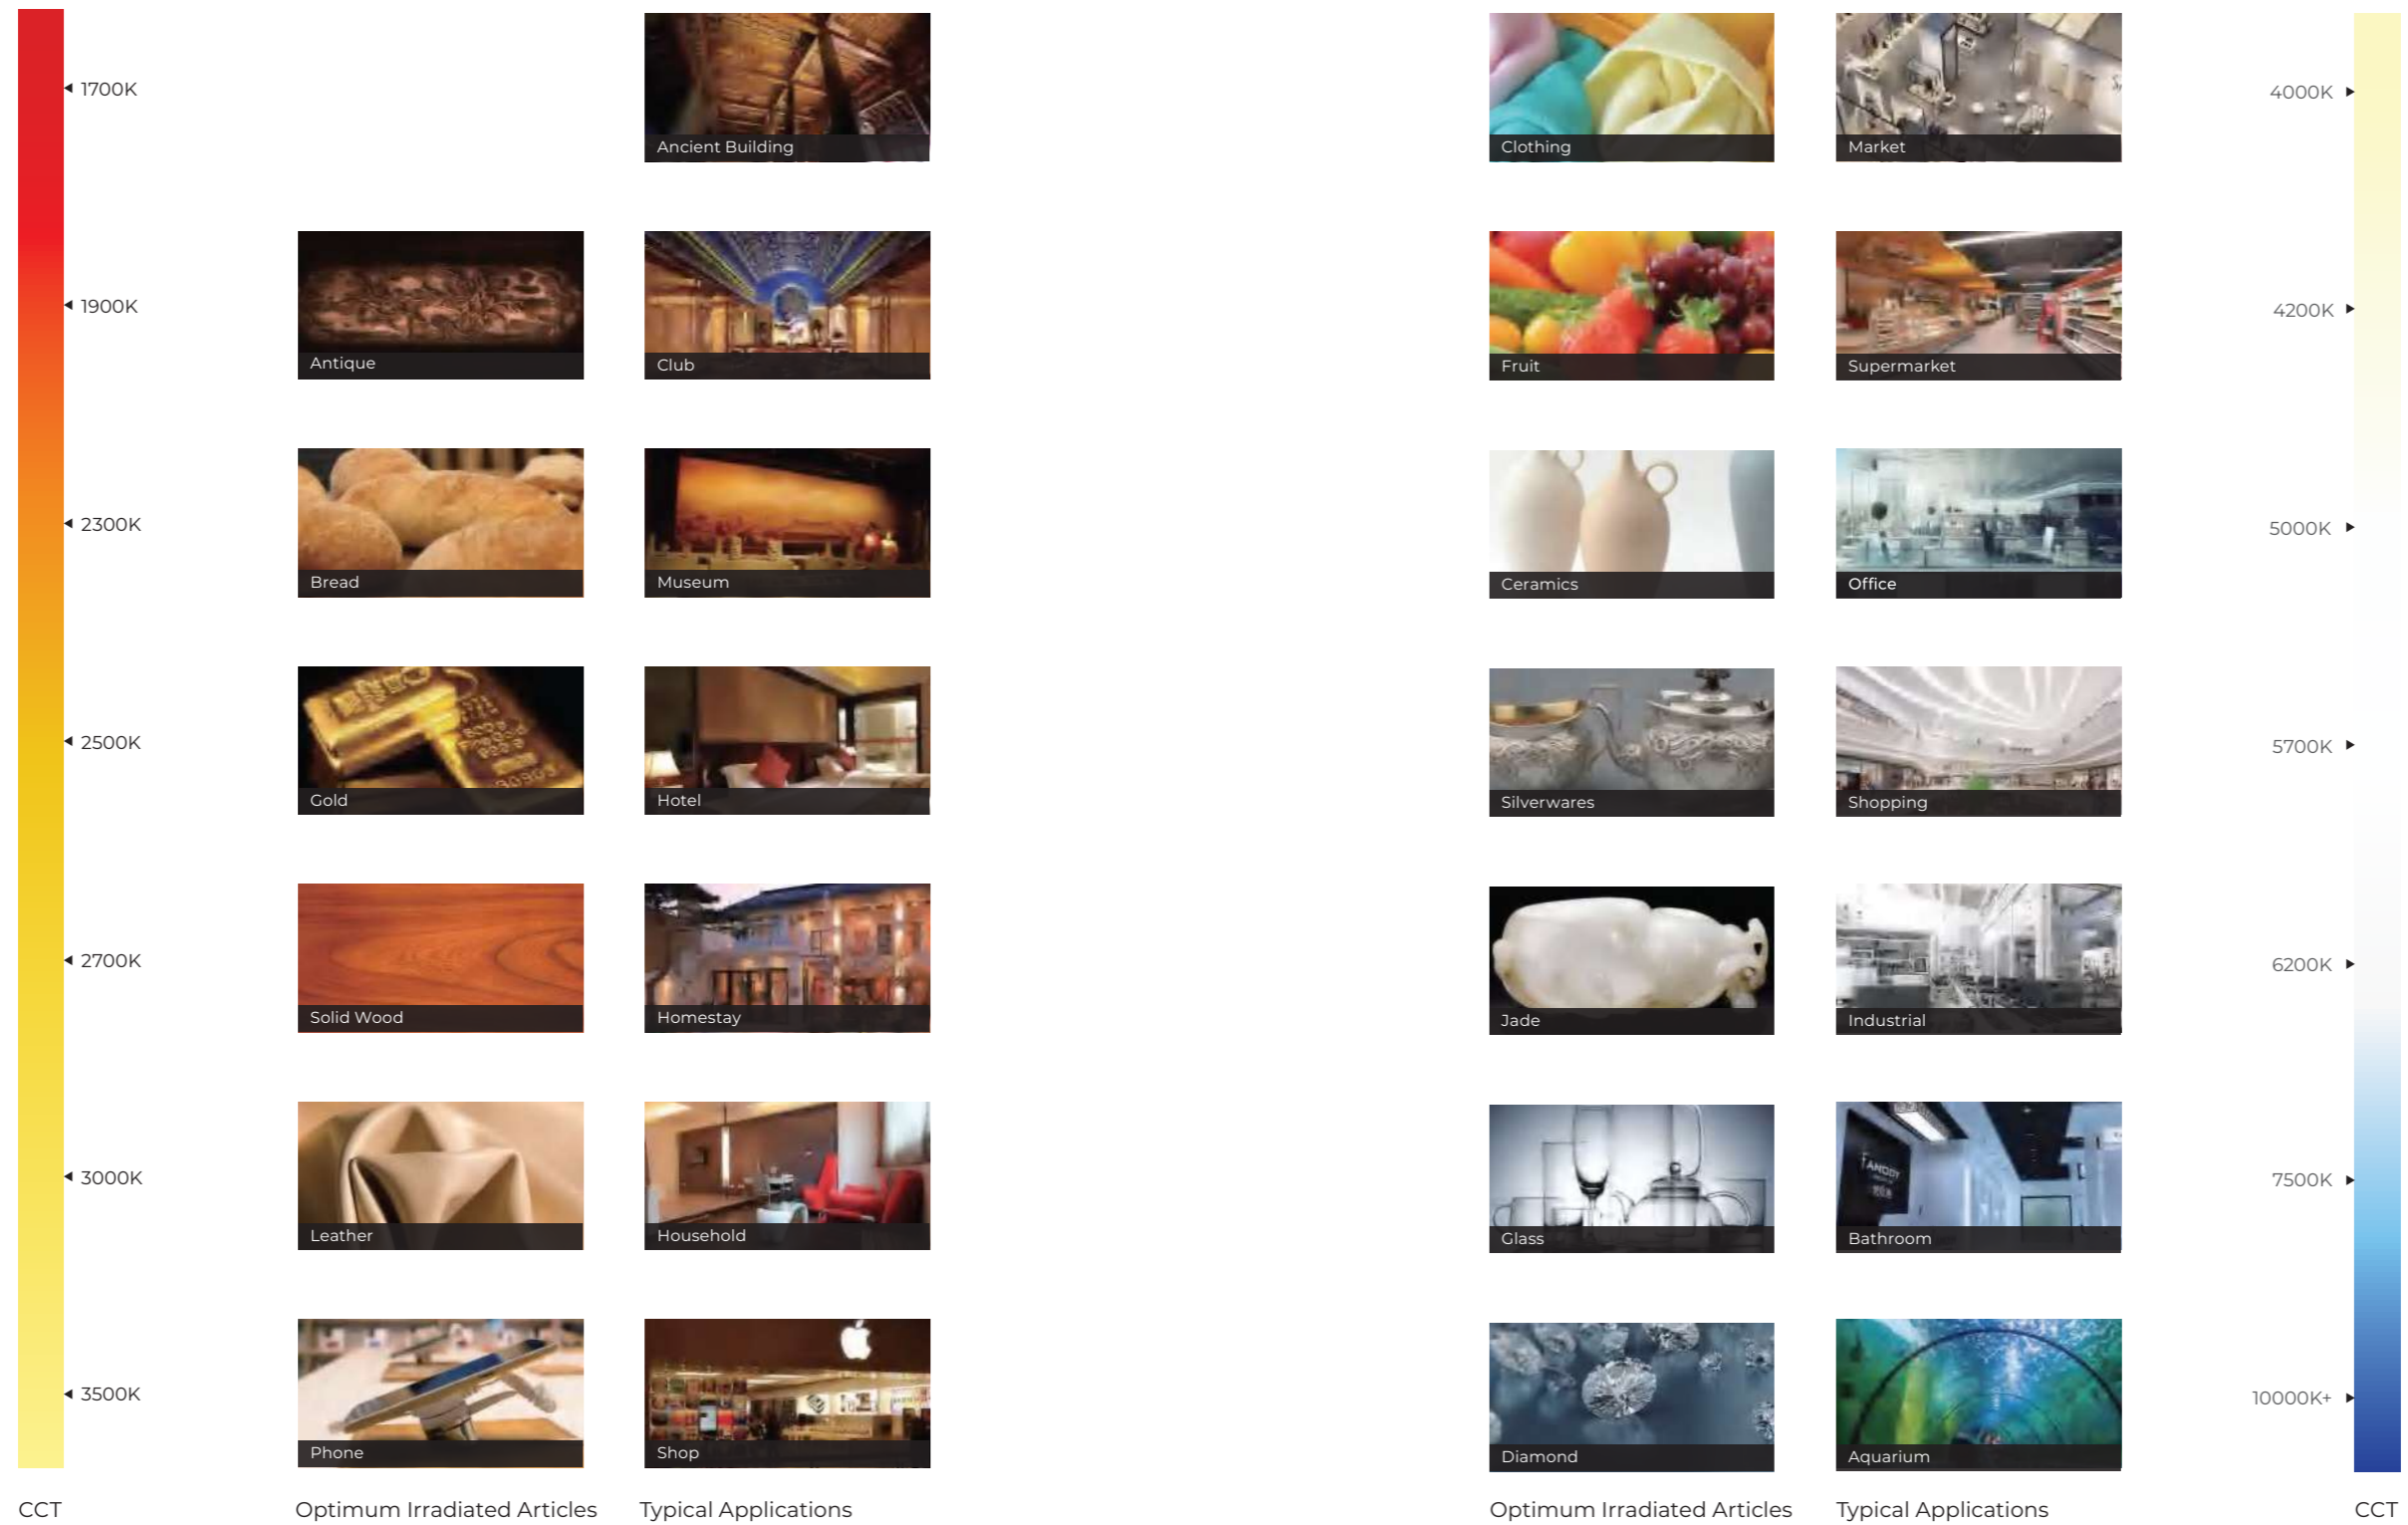 1700K
Ancient Building
Clothing
Market
4000K
1900K
Antique
Club
Fruit
Supermarket
4200K
2300K
Bread
Museum
Ceramics
Office
5000K
2500K
Gold
Hotel
Silverwares
Shopping
5700K
2700K
Solid Wood
Homestay
Jade
Industrial
6200K
3000K
Leather
Household
Glass
Bathroom
7500K
3500K
Phone
Shop
Diamond
Aquarium
10000K+
CCT
Optimum Irradiated Articles
Typical Applications
Optimum Irradiated Articles
Typical Applications
CCT